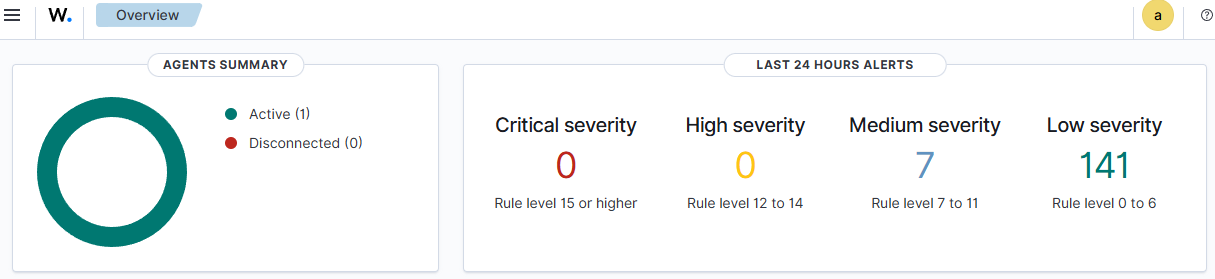 W. Overview a ?
AGENTS SUMMARY
Active (1)
Disconnected (0)
LAST 24 HOURS ALERTS
Critical severity
0
Rule level 15 or higher
High severity
0
Rule level 12 to 14
Medium severity
7
Rule level 7 to 11
Low severity
141
Rule level 0 to 6